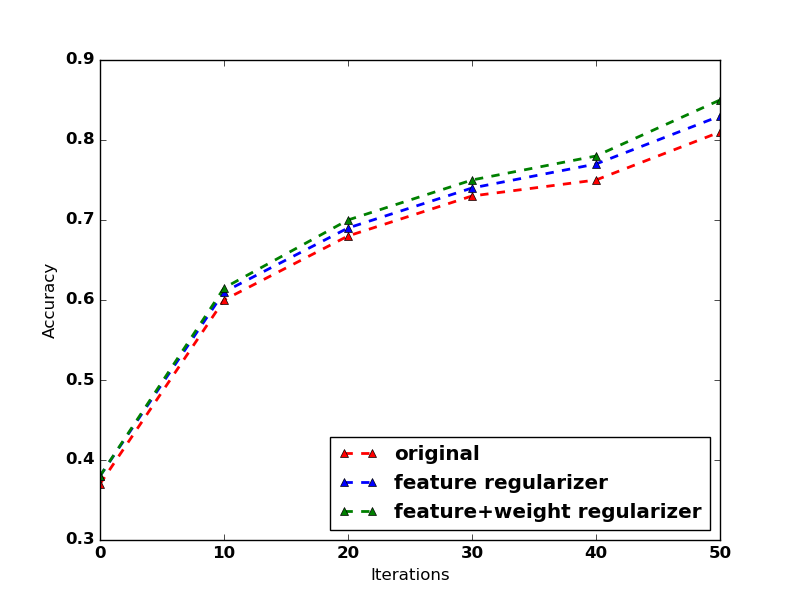 0.9
0.8
0.7
0.6
0.5
0.4
0.3
Accuracy
original
feature regularizer
feature+weight regularizer
0 10 20 30 40 50
Iterations